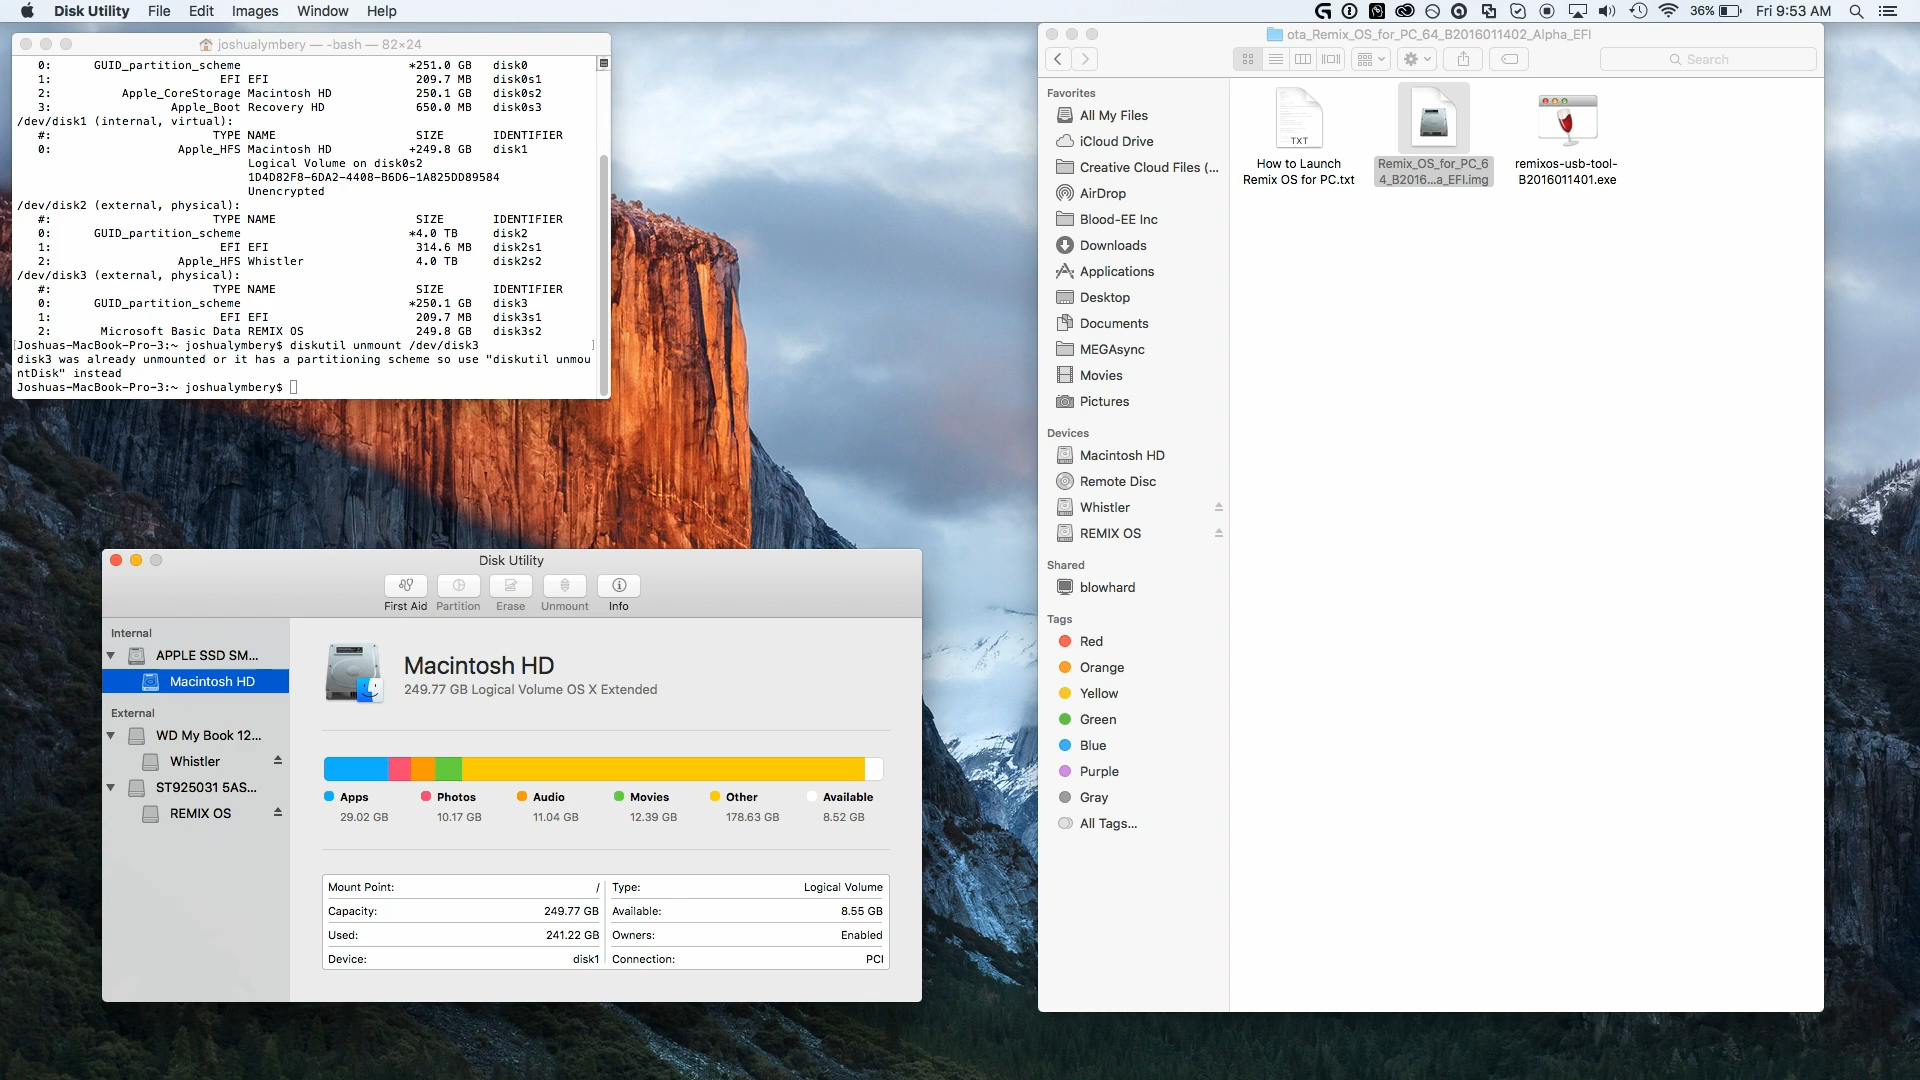 Disk Utility File Edit Images Window Help
36% Fri 9:53 AM
joshualymbery — -bash — 82×24
0: GUID_partition_scheme *251.0 GB disk0
1: EFI EFI 209.7 MB disk0s1
2: Apple_CoreStorage Macintosh HD 250.1 GB disk0s2
3: Apple_Boot Recovery HD 650.0 MB disk0s3
/dev/disk1 (internal, virtual):
#: TYPE NAME SIZE IDENTIFIER
0: Apple_HFS Macintosh HD +249.8 GB disk1
Logical Volume on disk0s2
1D4D82F8-6DA2-4408-B6D6-1A825DD89584
Unencrypted
/dev/disk2 (external, physical):
#: TYPE NAME SIZE IDENTIFIER
0: GUID_partition_scheme *4.0 TB disk2
1: EFI EFI 314.6 MB disk2s1
2: Apple_HFS Whistler 4.0 TB disk2s2
/dev/disk3 (external, physical):
#: TYPE NAME SIZE IDENTIFIER
0: GUID_partition_scheme *250.1 GB disk3
1: EFI EFI 209.7 MB disk3s1
2: Microsoft Basic Data REMIX OS 249.8 GB disk3s2
[Joshuas-MacBook-Pro-3:~ joshualymbery$ diskutil unmount /dev/disk3 ]
disk3 was already unmounted or it has a partitioning scheme so use "diskutil unmou
ntDisk" instead
Joshuas-MacBook-Pro-3:~ joshualymbery$
Disk Utility
First Aid Partition Erase Unmount Info
Internal
APPLE SSD SM...
Macintosh HD
External
WD My Book 12...
Whistler
ST925031 5AS...
REMIX OS
Macintosh HD
249.77 GB Logical Volume OS X Extended
Apps Photos Audio Movies Other Available
29.02 GB 10.17 GB 11.04 GB 12.39 GB 178.63 GB 8.52 GB
Mount Point: / Type: Logical Volume
Capacity: 249.77 GB Available: 8.55 GB
Used: 241.22 GB Owners: Enabled
Device: disk1 Connection: PCI
ota_Remix_OS_for_PC_64_B2016011402_Alpha_EFI
Search
Favorites
All My Files
iCloud Drive
Creative Cloud Files (...
AirDrop
Blood-EE Inc
Downloads
Applications
Desktop
Documents
MEGAsync
Movies
Pictures
Devices
Macintosh HD
Remote Disc
Whistler
REMIX OS
Shared
blowhard
Tags
Red
Orange
Yellow
Green
Blue
Purple
Gray
All Tags...
TXT
How to Launch
Remix OS for PC.txt
Remix_OS_for_PC_6
4_B2016...a_EFI.img
remixos-usb-tool-
B2016011401.exe